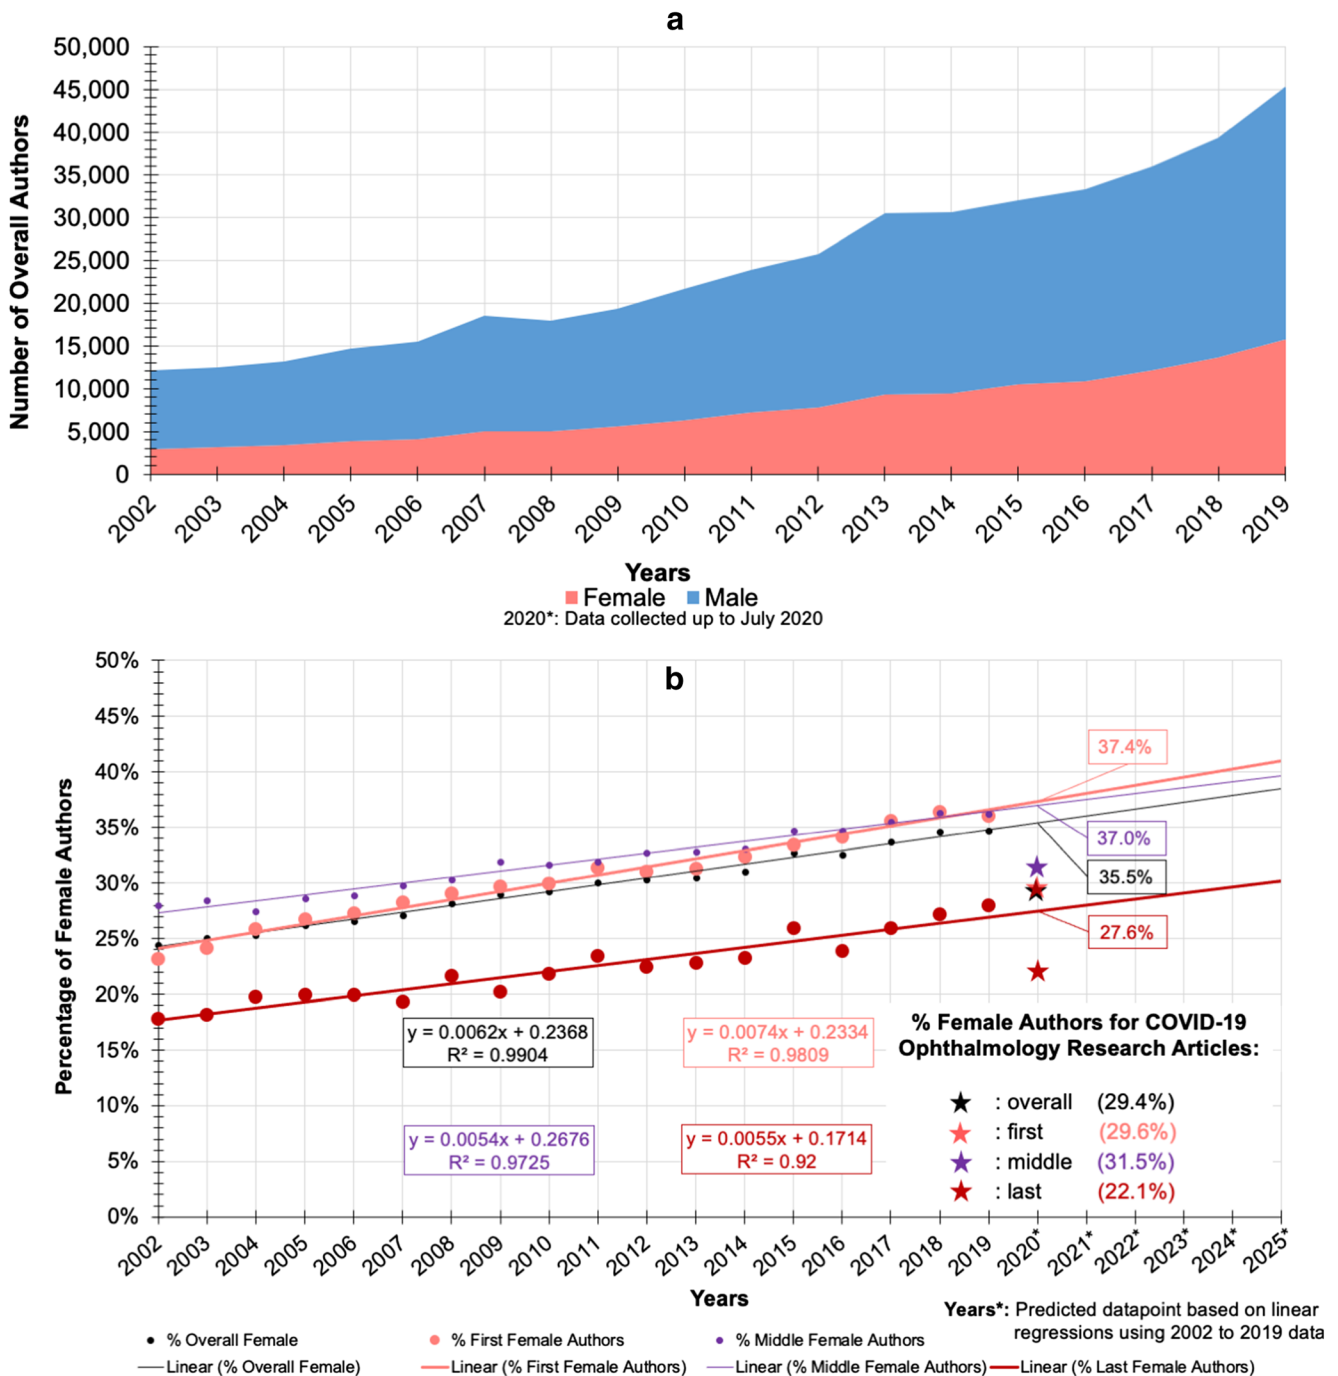 a
50,000
45,000
40,000
35,000
30,000
25,000
20,000
15,000
10,000
5,000
0
Number of Overall Authors
2002 2003 2004 2005 2006 2007 2008 2009 2010 2011 2012 2013 2014 2015 2016 2017 2018 2019
Years
Female Male
2020*: Data collected up to July 2020
b
50%
45%
40%
35%
30%
25%
20%
15%
10%
5%
0%
Percentage of Female Authors
37.4%
37.0%
35.5%
27.6%
y = 0.0062x + 0.2368
R² = 0.9904
y = 0.0074x + 0.2334
R² = 0.9809
y = 0.0054x + 0.2676
R² = 0.9725
y = 0.0055x + 0.1714
R² = 0.92
% Female Authors for COVID-19
Ophthalmology Research Articles:
: overall (29.4%)
: first (29.6%)
: middle (31.5%)
: last (22.1%)
2002 2003 2004 2005 2006 2007 2008 2009 2010 2011 2012 2013 2014 2015 2016 2017 2018 2019 2020* 2021* 2022* 2023* 2024* 2025*
Years
Years*: Predicted datapoint based on linear
regressions using 2002 to 2019 data
% Overall Female % First Female Authors % Middle Female Authors
Linear (% Overall Female) Linear (% First Female Authors) Linear (% Middle Female Authors) Linear (% Last Female Authors)